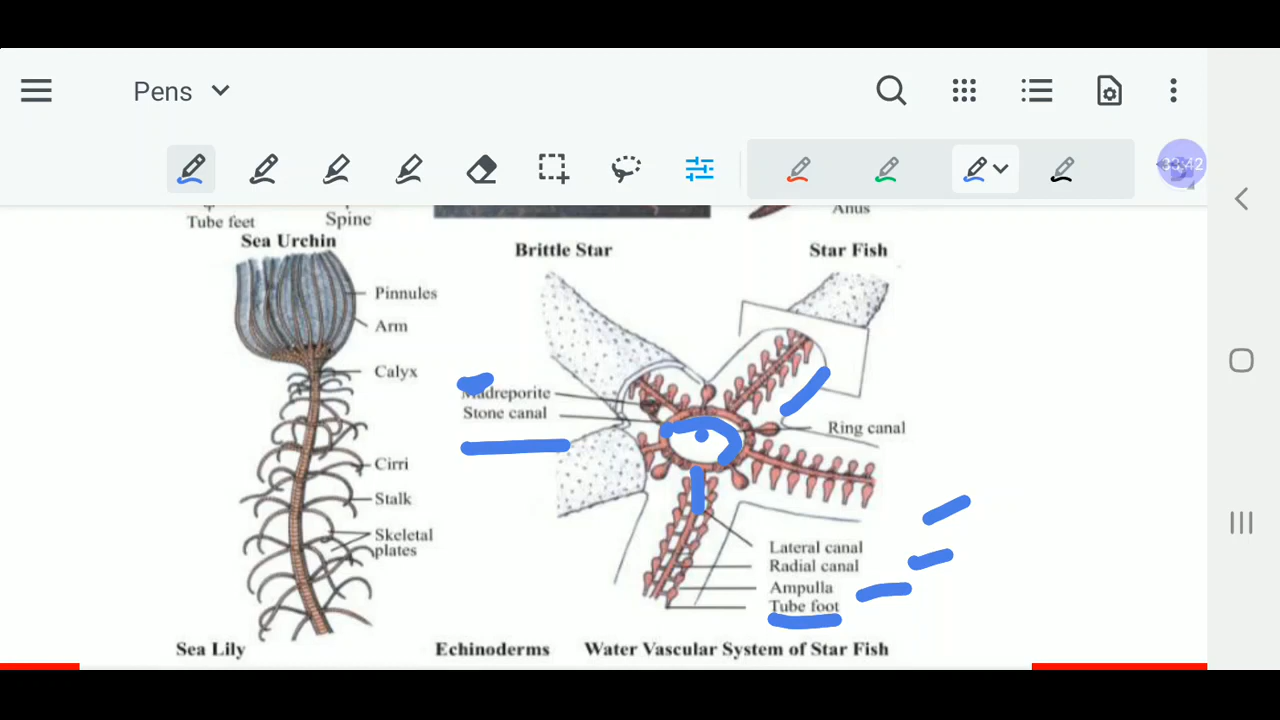 Pens
33:42
Tube feet
Spine
Anus
Sea Urchin
Brittle Star
Star Fish
Pinnules
Arm
Calyx
Cirri
Stalk
Skeletal
plates
Madreporite
Stone canal
Ring canal
Lateral canal
Radial canal
Ampulla
Tube foot
Sea Lily
Echinoderms
Water Vascular System of Star Fish